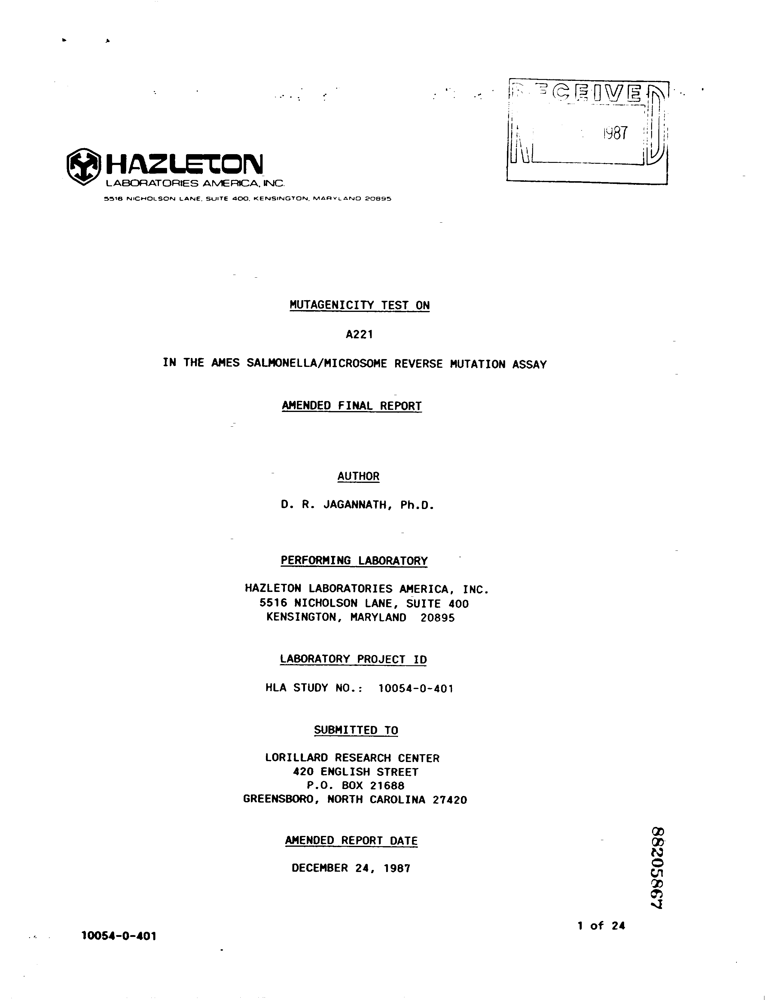 RECEIVED
1987
HAZLETON
LABORATORIES AMERICA, INC.
5516 NICHOLSON LANE, SUITE 400, KENSINGTON, MARYLAND 20895
MUTAGENICITY TEST ON
A221
IN THE AMES SALMONELLA/MICROSOME REVERSE MUTATION ASSAY
AMENDED FINAL REPORT
AUTHOR
D. R. JAGANNATH, Ph.D.
PERFORMING LABORATORY
HAZLETON LABORATORIES AMERICA, INC.
5516 NICHOLSON LANE, SUITE 400
KENSINGTON, MARYLAND 20895
LABORATORY PROJECT ID
HLA STUDY NO.: 10054-0-401
SUBMITTED TO
LORILLARD RESEARCH CENTER
420 ENGLISH STREET
P.O. BOX 21688
GREENSBORO, NORTH CAROLINA 27420
AMENDED REPORT DATE
DECEMBER 24, 1987
88205867
1 of 24
10054-0-401